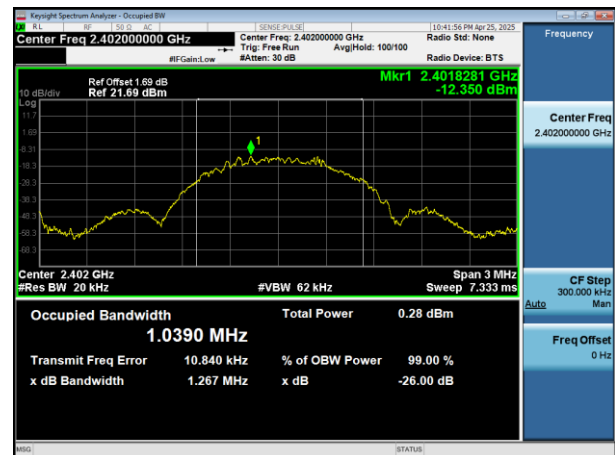 Keysight Spectrum Analyzer - Occupied BW
RL RF 50 Ω AC SENSE:PULSE 10:41:56 PM Apr 25, 2025
Center Freq 2.402000000 GHz
Center Freq: 2.402000000 GHz
Radio Std: None
Trig: Free Run Avg|Hold: 100/100
#IFGain:Low
#Atten: 30 dB
Radio Device: BTS
Frequency
Ref Offset 1.69 dB
10 dB/div Ref 21.69 dBm
Mkr1 2.4018281 GHz
-12.350 dBm
Log
11.7
1.69
-8.31
-18.3
-28.3
-38.3
-48.3
-58.3
-68.3
1
Center 2.402 GHz
Span 3 MHz
#Res BW 20 kHz
#VBW 62 kHz
Sweep 7.333 ms
Occupied Bandwidth
1.0390 MHz
Total Power 0.28 dBm
Transmit Freq Error 10.840 kHz % of OBW Power 99.00 %
x dB Bandwidth 1.267 MHz x dB -26.00 dB
Center Freq
2.402000000 GHz
CF Step
300.000 kHz
Auto Man
Freq Offset
0 Hz
MSG
STATUS